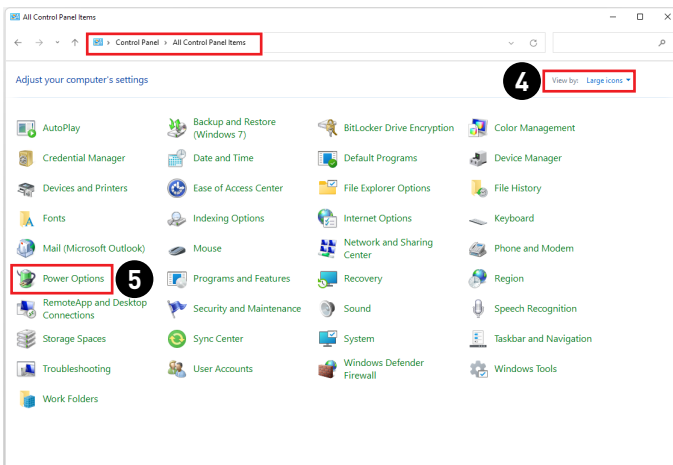 All Control Panel Items
Control Panel > All Control Panel Items
Adjust your computer's settings
4
View by: Large icons
AutoPlay
Backup and Restore
(Windows 7)
BitLocker Drive Encryption
Color Management
Credential Manager
Date and Time
Default Programs
Device Manager
Devices and Printers
Ease of Access Center
File Explorer Options
File History
Fonts
Indexing Options
Internet Options
Keyboard
Mail (Microsoft Outlook)
Mouse
Network and Sharing
Center
Phone and Modem
Power Options
5
Programs and Features
Recovery
Region
RemoteApp and Desktop
Connections
Security and Maintenance
Sound
Speech Recognition
Storage Spaces
Sync Center
System
Taskbar and Navigation
Troubleshooting
User Accounts
Windows Defender
Firewall
Windows Tools
Work Folders